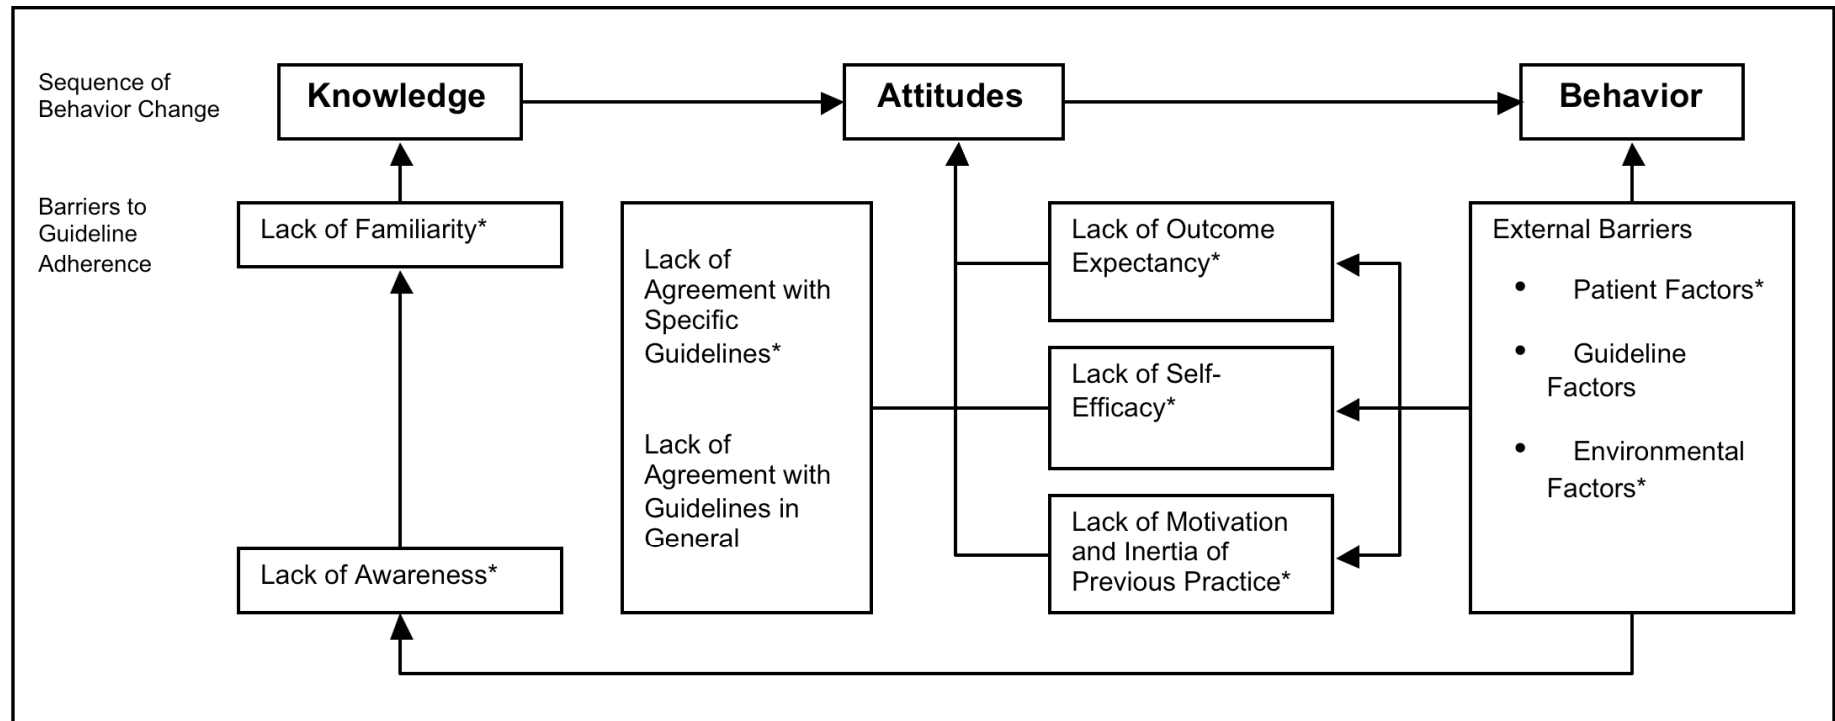 Sequence of
Behavior Change
Knowledge
Attitudes
Behavior
Barriers to
Guideline
Adherence
Lack of Familiarity*
Lack of Awareness*
Lack of
Agreement with
Specific
Guidelines*
Lack of
Agreement with
Guidelines in
General
Lack of Outcome
Expectancy*
Lack of Self-
Efficacy*
Lack of Motivation
and Inertia of
Previous Practice*
External Barriers
• Patient Factors*
• Guideline
Factors
• Environmental
Factors*